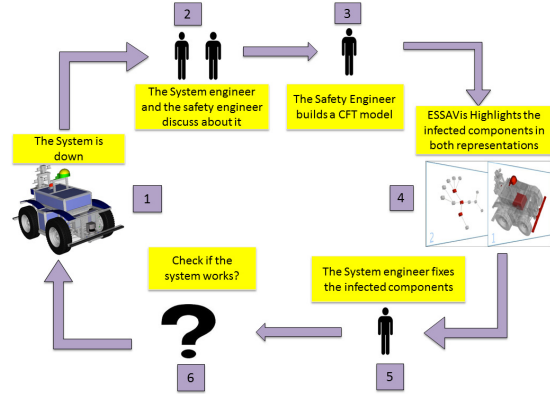 2
3
The System engineer
and the safety engineer
discuss about it
The Safety Engineer
builds a CFT model
ESSAVis Highlights the
infected components in
both representations
The System is
down
1
4
2
1
Check if the
system works?
The System engineer fixes
the infected components
6
5
?